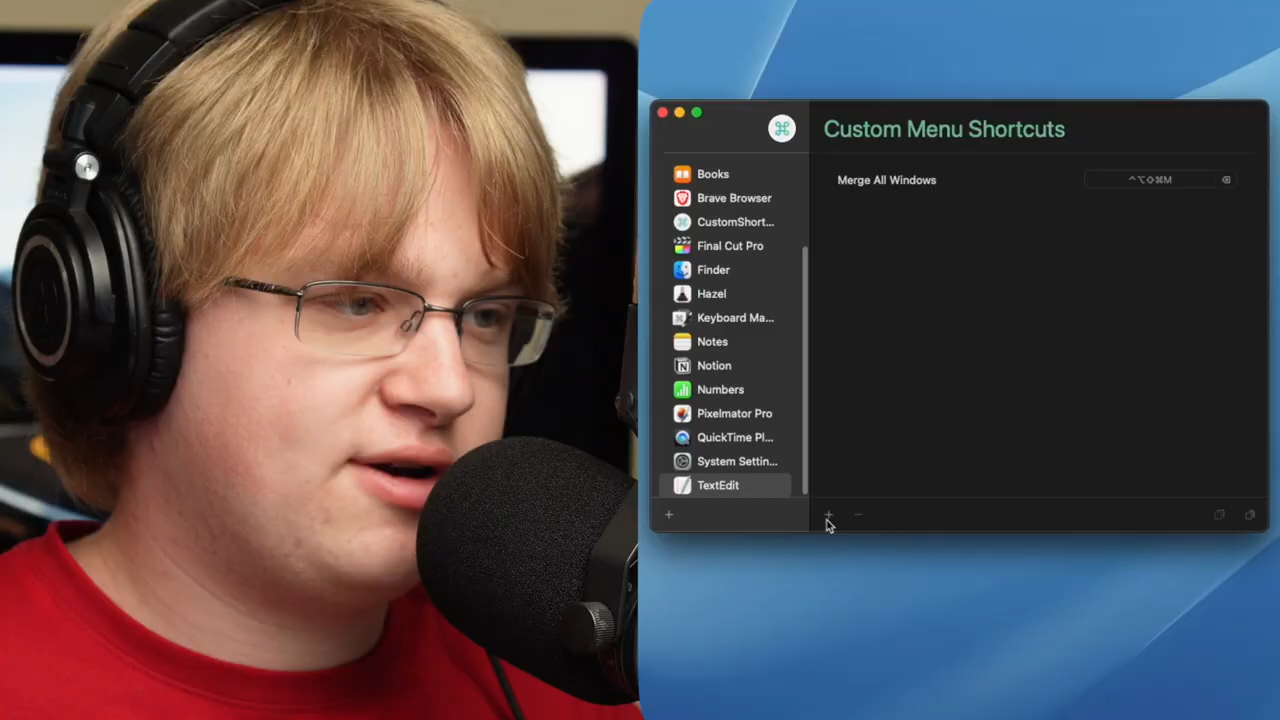 Custom Menu Shortcuts
Books
Brave Browser
CustomShort...
Final Cut Pro
Finder
Hazel
Keyboard Ma...
Notes
Notion
Numbers
Pixelmator Pro
QuickTime Pl...
System Settin...
TextEdit
Merge All Windows
⌃⌥⇧⌘M